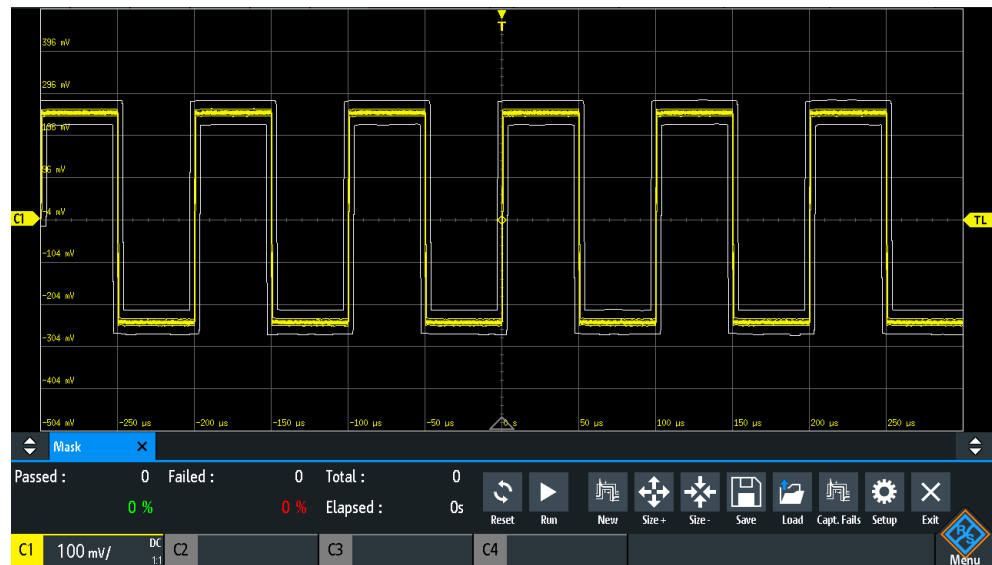 T
396 mV
296 mV
196 mV
96 mV
C1
-4 mV
TL
-104 mV
-204 mV
-304 mV
-404 mV
-504 mV -250 µs -200 µs -150 µs -100 µs -50 µs 0 s 50 µs 100 µs 150 µs 200 µs 250 µs
Mask ×
Passed : 0 Failed : 0 Total : 0
0 % 0 % Elapsed : 0s
Reset Run New Size+ Size- Save Load Capt. Fails Setup Exit
C1 100 mV/ DC 1:1 C2 C3 C4 R&S Menu